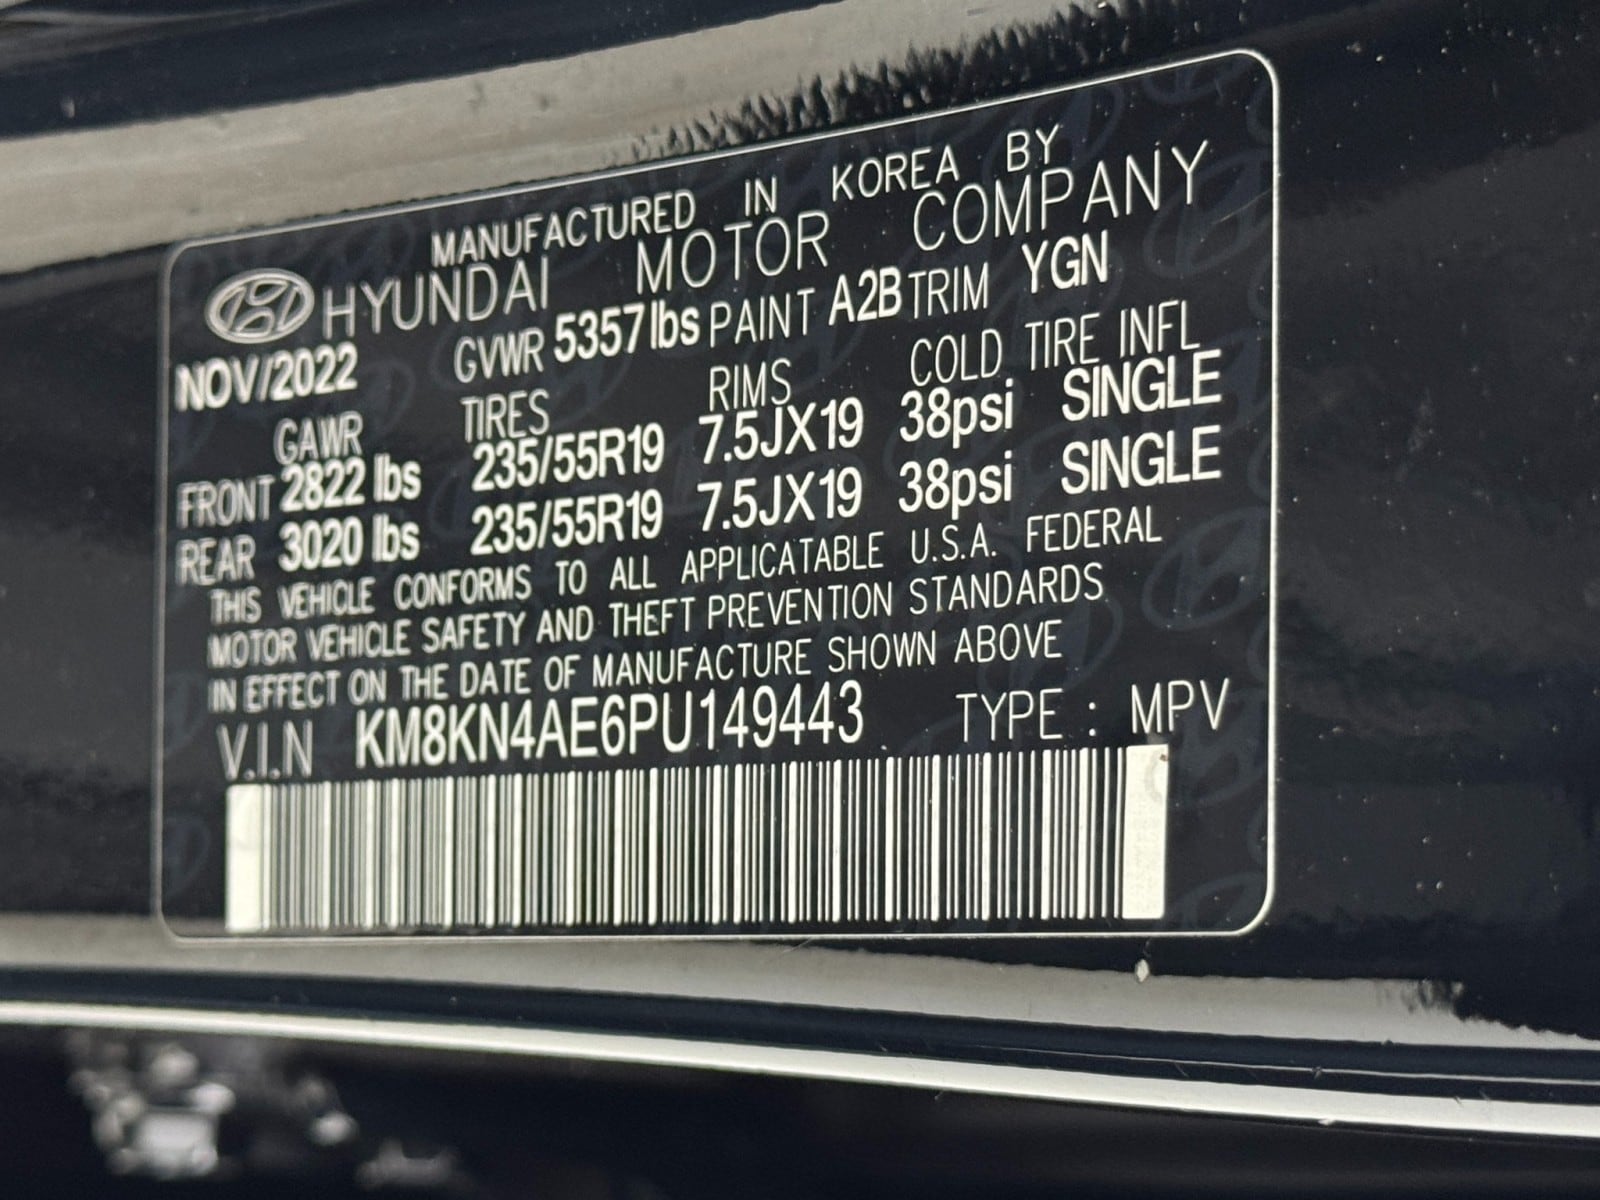 MANUFACTURED IN KOREA BY
HYUNDAI MOTOR COMPANY
NOV/2022 GVWR 5357lbs PAINT A2B TRIM YGN
GAWR TIRES RIMS COLD TIRE INFL
FRONT 2822 lbs 235/55R19 7.5JX19 38psi SINGLE
REAR 3020 lbs 235/55R19 7.5JX19 38psi SINGLE
THIS VEHICLE CONFORMS TO ALL APPLICATABLE U.S.A. FEDERAL
MOTOR VEHICLE SAFETY AND THEFT PREVENTION STANDARDS
IN EFFECT ON THE DATE OF MANUFACTURE SHOWN ABOVE
V.I.N KM8KN4AE6PU149443 TYPE : MPV